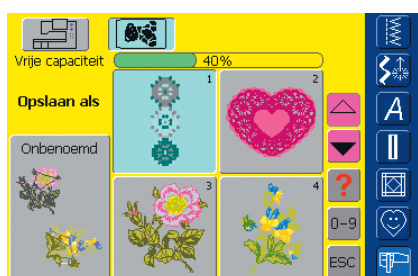 Vrije capaciteit 40%
Opslaan als
Onbenoemd
1
2
3
4
?
0-9
ESC
A